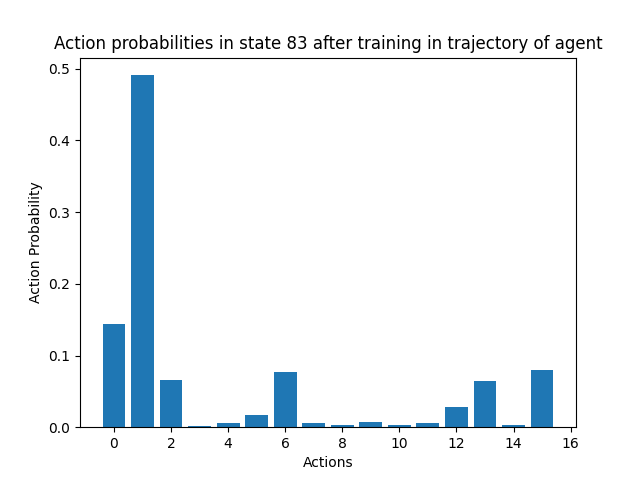 Action probabilities in state 83 after training in trajectory of agent
0.5
0.4
0.3
0.2
0.1
0.0
Action Probability
0 2 4 6 8 10 12 14 16
Actions